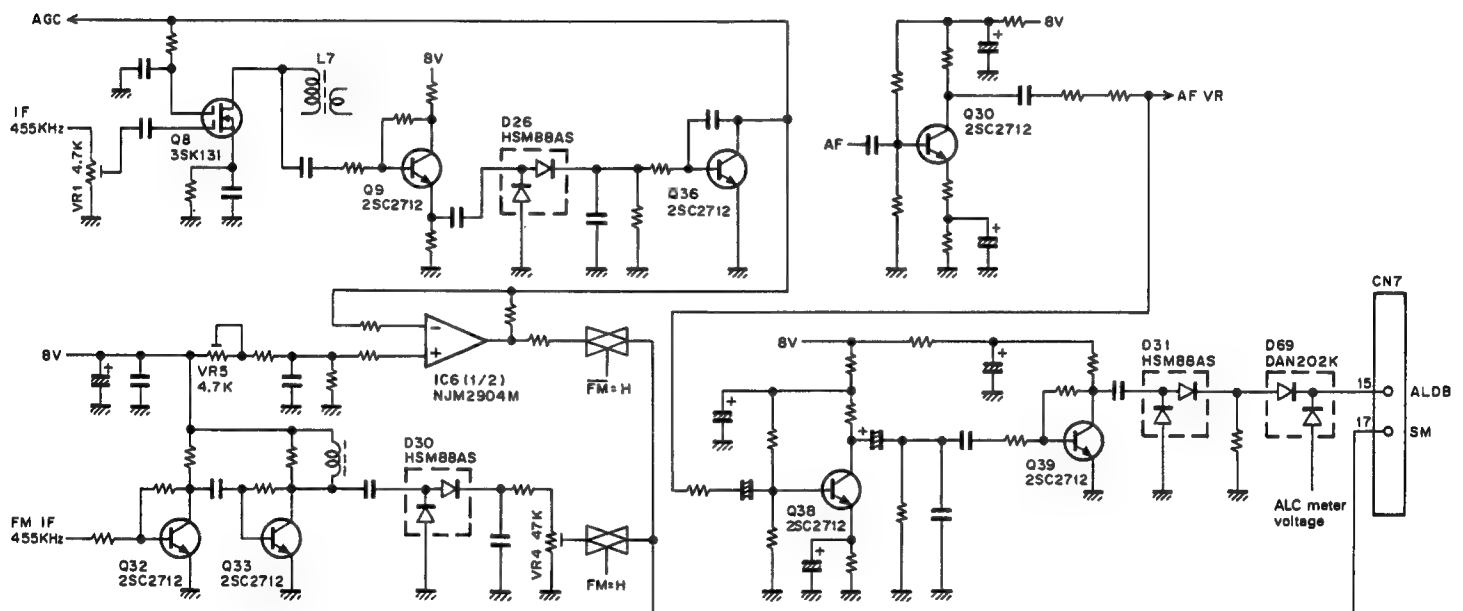 AGC
8V
L7
8V
IF
455KHz
Q8
3SK131
VR1 4.7K
D26
HSM88AS
Q9
2SC2712
Q36
2SC2712
Q30
2SC2712
AF
AF VR
CN7
8V
VR5
4.7K
IC6(1/2)
NJM2904M
FM=H
8V
D31
HSM88AS
D69
DAN202K
15
ALDB
17
SM
D30
HSM88AS
Q39
2SC2712
FM IF
455KHz
Q32
2SC2712
Q33
2SC2712
VR4 47K
FM=H
Q38
2SC2712
ALC meter
voltage